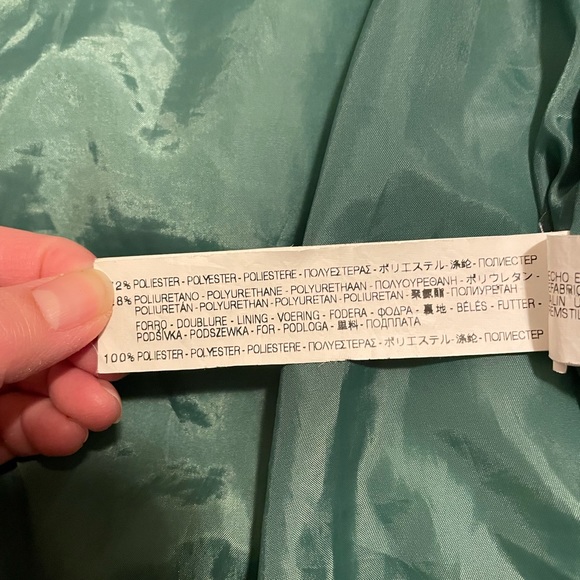 2% POLIESTER - POLYESTER - POLIESTERE - ΠΟΛΥΕΣΤΕΡΑΣ - ポリエステル - 涤纶 - ПОЛИЕСТЕР
8% POLIURETANO - POLYURETHANE - POLYURETHAAN - ΠΟΛΥΟΥΡΕΘΑΝΗ - ポリウレタン -
POLIURETÁN - POLYURETHAN - POLYURETAN - POLIURETAN - 聚氨酯 - ПОЛИУРЕТАН
FORRO - DOUBLURE - LINING - VOERING - FODERA - ΦΟΔΡΑ - 裏地 - BÉLÉS - FUTTER -
PODŠÍVKA - PODSZEWKA - FOR - PODLOGA - 里料 - ПОДПЛАТА
100% POLIESTER - POLYESTER - POLIESTERE - ΠΟΛΥΕΣΤΕΡΑΣ - ポリエステル - 涤纶 - ПОЛИЕСТЕР